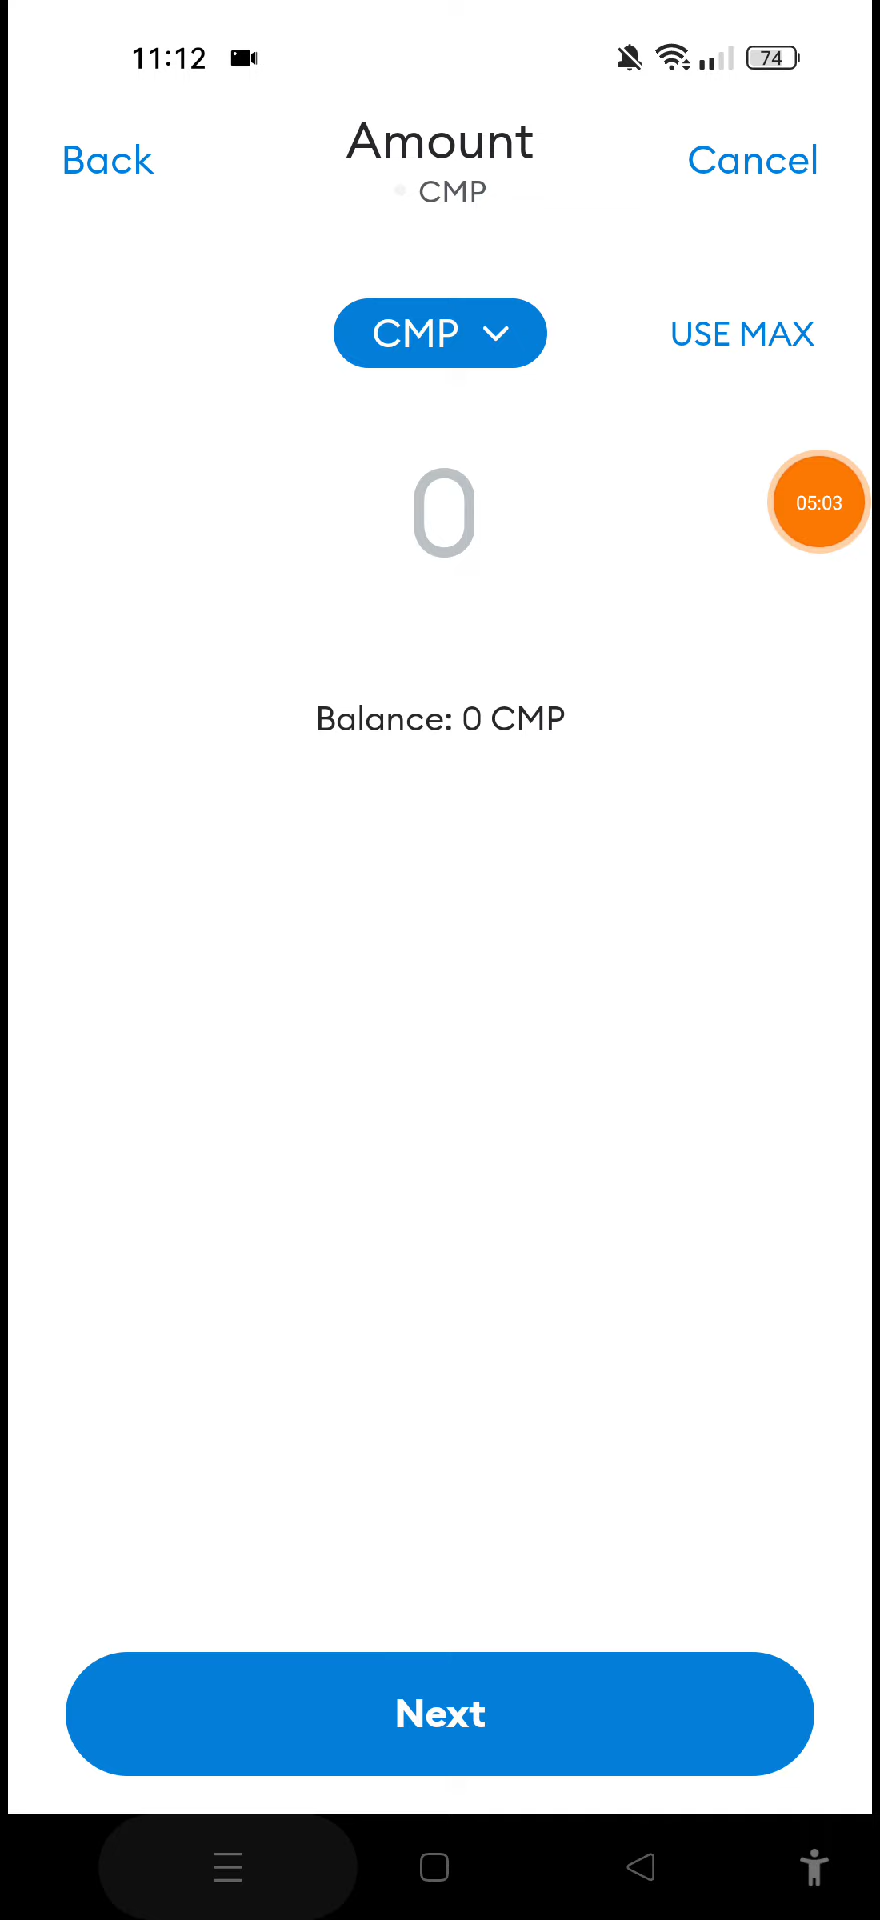 11:12
74
Back
Amount
Cancel
CMP
CMP
USE MAX
0
05:03
Balance: 0 CMP
Next